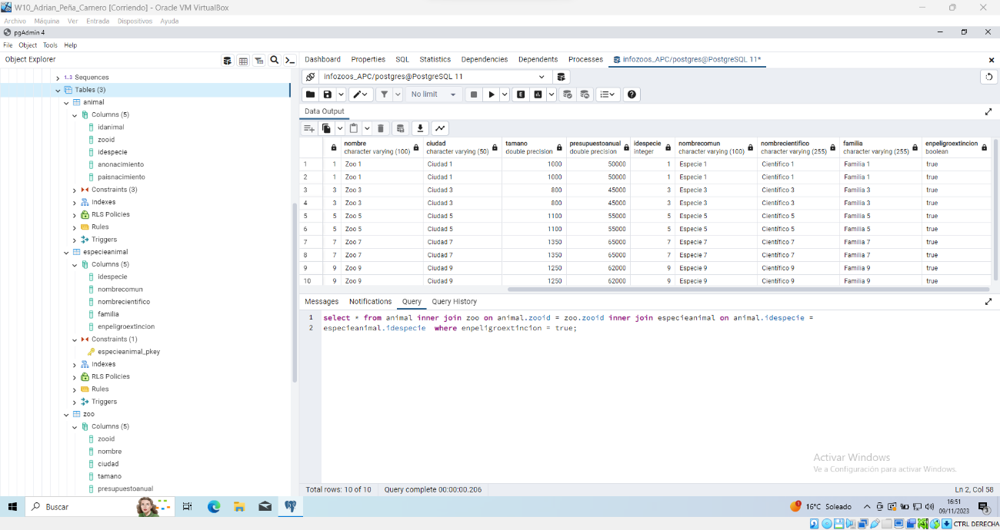 W10_Adrian_Peña_Carnero [Corriendo] - Oracle VM VirtualBox
Archivo Máquina Ver Entrada Dispositivos Ayuda
pgAdmin 4
File Object Tools Help
Object Explorer
Dashboard Properties SQL Statistics Dependencies Dependents Processes infozoos_APC/postgres@PostgreSQL 11*
infozoos_APC/postgres@PostgreSQL 11
No limit
Data Output
Sequences
Tables (3)
animal
Columns (5)
idanimal
zooid
idespecie
anonacimiento
paisnacimiento
Constraints (3)
Indexes
RLS Policies
Rules
Triggers
especieanimal
Columns (5)
idespecie
nombrecomun
nombrecientifico
familia
enpeligroextincion
Constraints (1)
especieanimal_pkey
Indexes
RLS Policies
Rules
Triggers
zoo
Columns (5)
zooid
nombre
ciudad
tamano
presupuestoanual
nombre ciudad tamano presupuestoanual idespecie nombrecomun nombrecientifico familia enpeligroextincion
character varying (100) character varying (50) double precision double precision integer character varying (100) character varying (255) character varying (255) boolean
1 1 Zoo 1 Ciudad 1 1000 50000 1 Especie 1 Científico 1 Familia 1 true
2 1 Zoo 1 Ciudad 1 1000 50000 1 Especie 1 Científico 1 Familia 1 true
3 3 Zoo 3 Ciudad 3 800 45000 3 Especie 3 Científico 3 Familia 3 true
4 3 Zoo 3 Ciudad 3 800 45000 3 Especie 3 Científico 3 Familia 3 true
5 5 Zoo 5 Ciudad 5 1100 55000 5 Especie 5 Científico 5 Familia 5 true
6 5 Zoo 5 Ciudad 5 1100 55000 5 Especie 5 Científico 5 Familia 5 true
7 7 Zoo 7 Ciudad 7 1350 65000 7 Especie 7 Científico 7 Familia 7 true
8 7 Zoo 7 Ciudad 7 1350 65000 7 Especie 7 Científico 7 Familia 7 true
9 9 Zoo 9 Ciudad 9 1250 62000 9 Especie 9 Científico 9 Familia 9 true
10 9 Zoo 9 Ciudad 9 1250 62000 9 Especie 9 Científico 9 Familia 9 true
Messages Notifications Query Query History
1 select * from animal inner join zoo on animal.zooid = zoo.zooid inner join especieanimal on animal.idespecie =
2 especieanimal.idespecie where enpeligroextincion = true;
Activar Windows
Ve a Configuración para activar Windows.
Total rows: 10 of 10 Query complete 00:00:00.206 Ln 2, Col 58
Buscar
1 16°C Soleado
16:51
09/11/2023
3
CTRL DERECHA